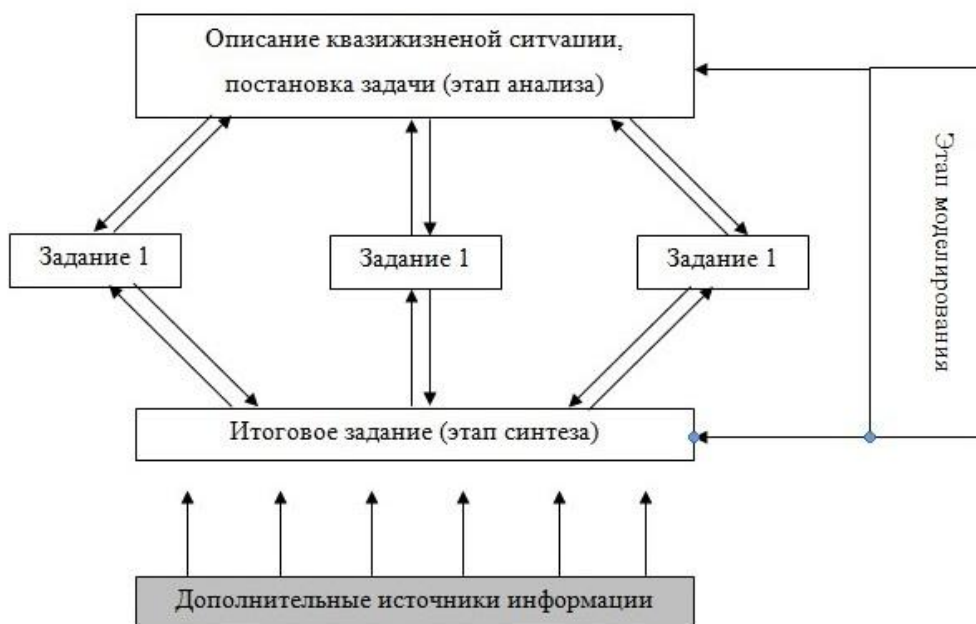 Описание квазижизненой ситуации,
постановка задачи (этап анализа)
Этап моделирования
Задание 1
Задание 1
Задание 1
Итоговое задание (этап синтеза)
Дополнительные источники информации